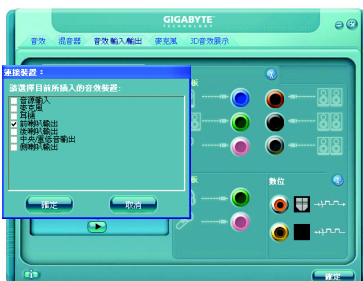 GIGABYTE
TECHNOLOGY
音效 混音器 音效輸入/輸出 麥克風 3D音效展示
連接裝置：
請選擇目前所插入的音效裝置:
音源輸入
麥克風
耳機
前喇叭輸出
後喇叭輸出
中央/重低音輸出
側喇叭輸出
確定 取消
板
板
數位
確定